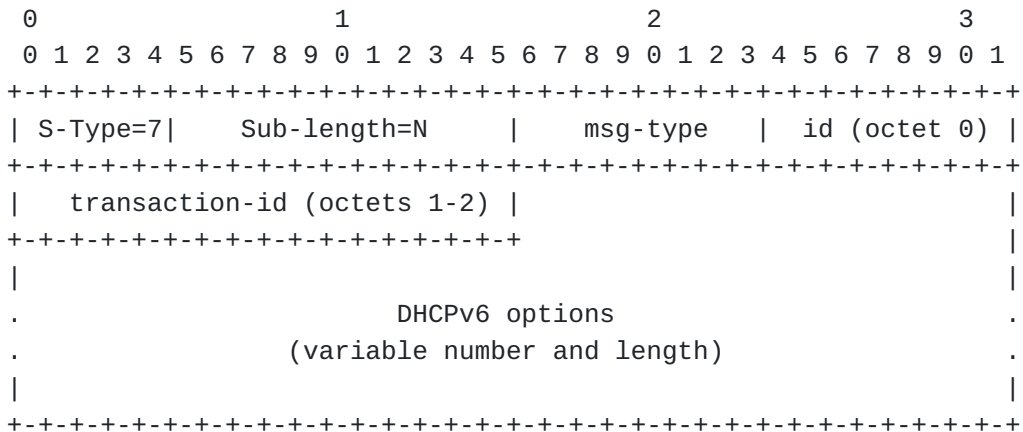 0                   1                   2                   3
 0 1 2 3 4 5 6 7 8 9 0 1 2 3 4 5 6 7 8 9 0 1 2 3 4 5 6 7 8 9 0 1
+-+-+-+-+-+-+-+-+-+-+-+-+-+-+-+-+-+-+-+-+-+-+-+-+-+-+-+-+-+-+-+-+
| S-Type=7|    Sub-length=N     |    msg-type   |  id (octet 0) |
+-+-+-+-+-+-+-+-+-+-+-+-+-+-+-+-+-+-+-+-+-+-+-+-+-+-+-+-+-+-+-+-+
|   transaction-id (octets 1-2) |                               |
+-+-+-+-+-+-+-+-+-+-+-+-+-+-+-+-+                               |
|                                                               |
.                        DHCPv6 options                         .
.                 (variable number and length)                  .
|                                                               |
+-+-+-+-+-+-+-+-+-+-+-+-+-+-+-+-+-+-+-+-+-+-+-+-+-+-+-+-+-+-+-+-+